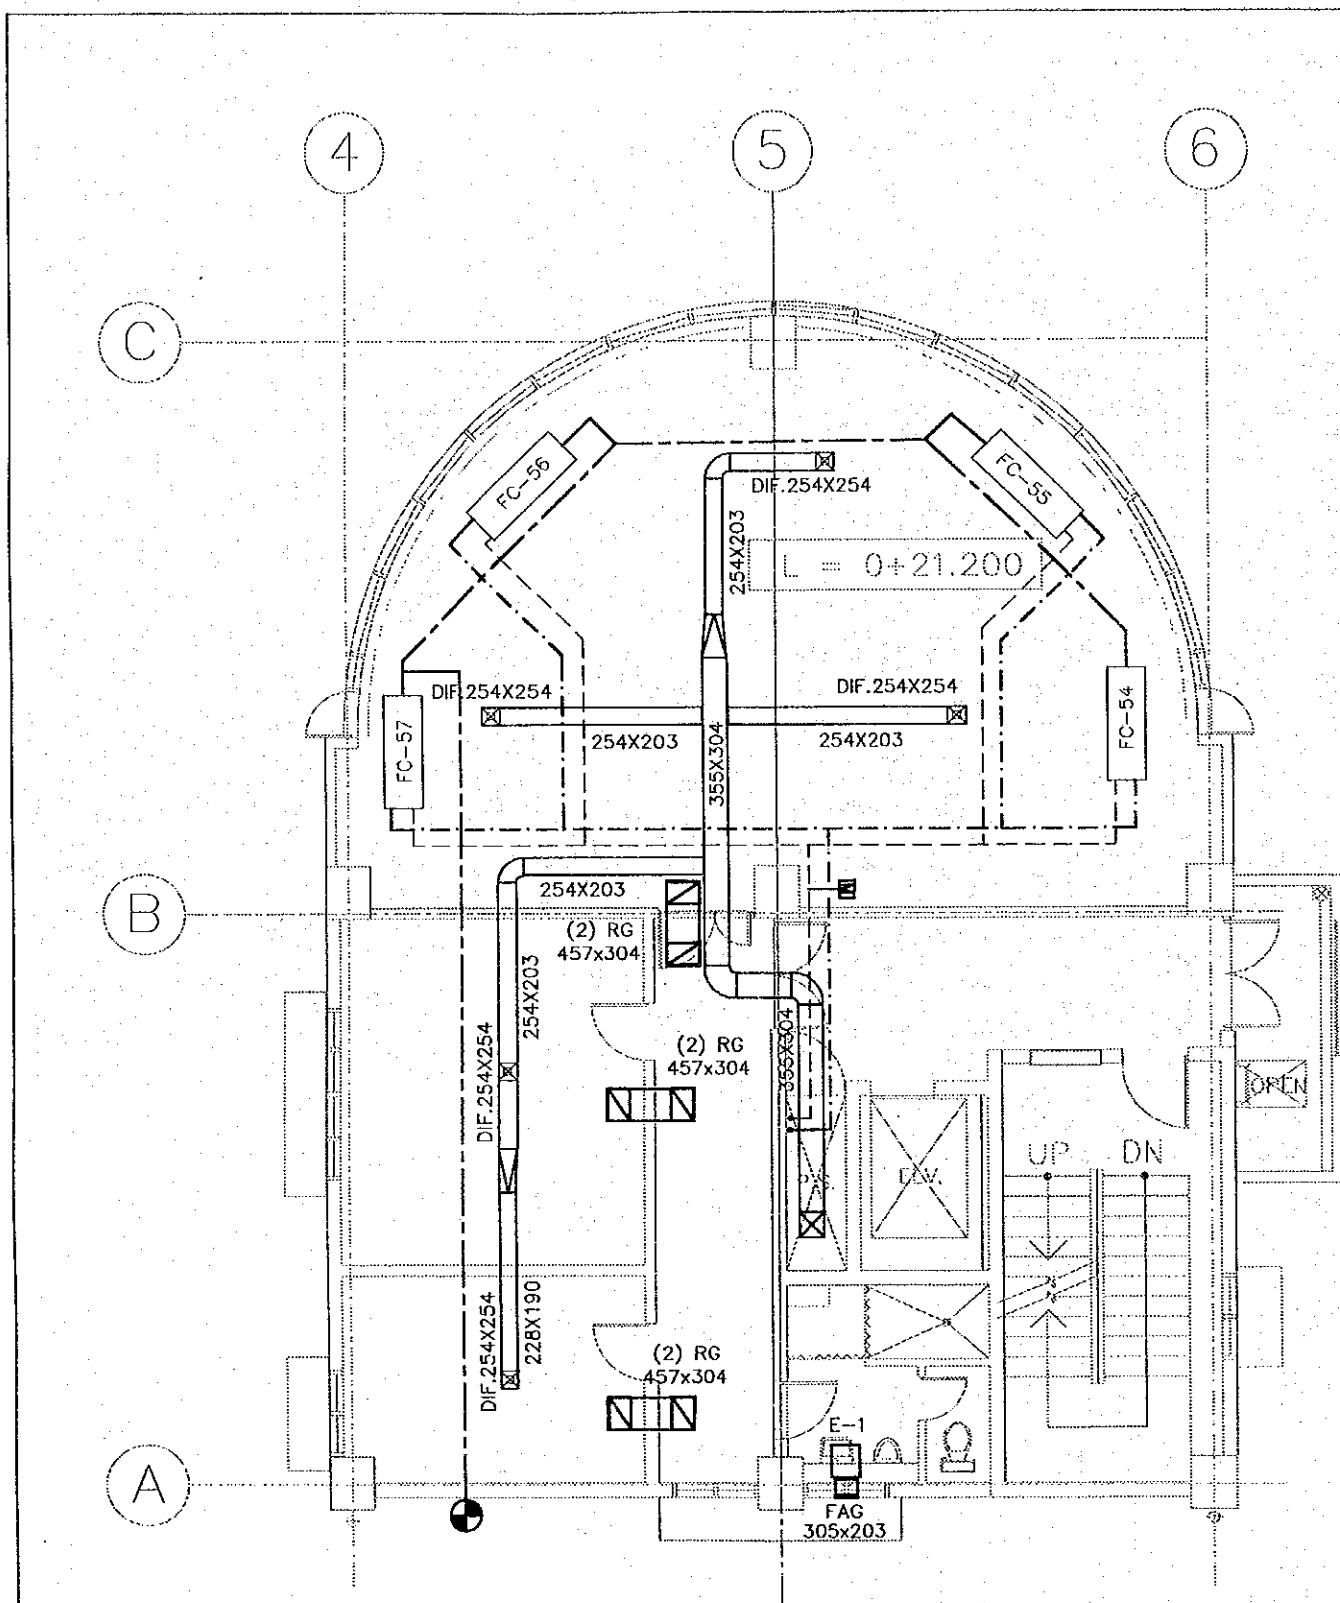 4
5
6
C
FC-56
FC-55
DIF.254X254
254X203
L = 0+21.200
DIF.254X254
DIF.254X254
FC-57
254X203
355X304
254X203
FC-54
254X203
B
(2) RG
457x304
254X203
(2) RG
457x304
355X304
DIF.254X254
OPEN
UP
DN
ELV.
DIF.254X254
228X190
(2) RG
457x304
E-1
A
FAG
305x203